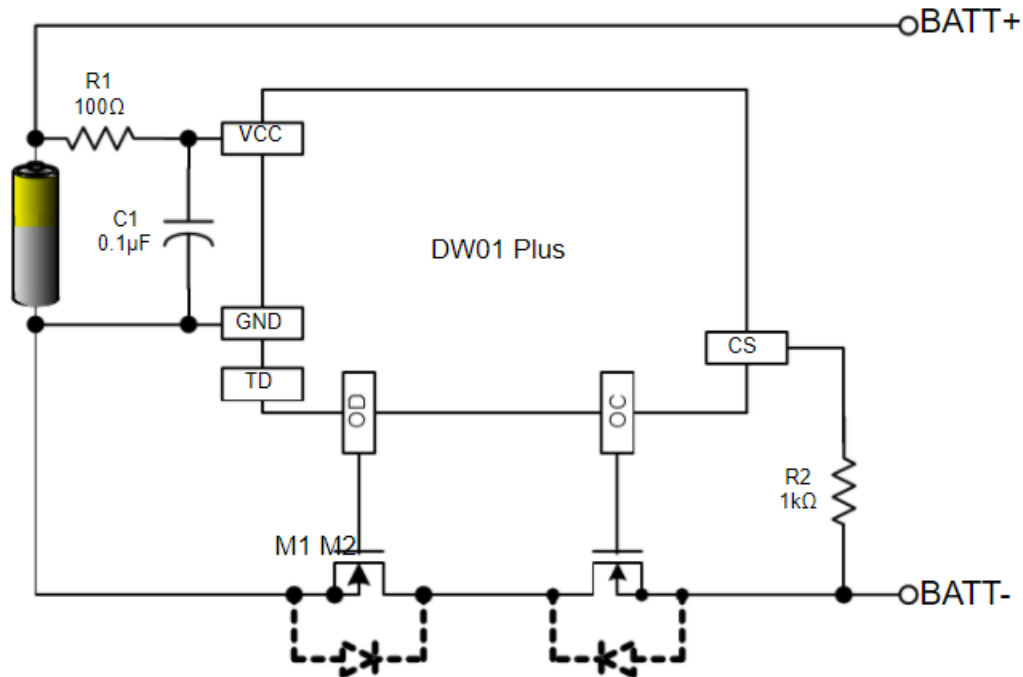 BATT+
R1
100Ω
VCC
C1
0.1µF
DW01 Plus
GND
CS
TD
OD
OC
R2
1kΩ
M1 M2
BATT-